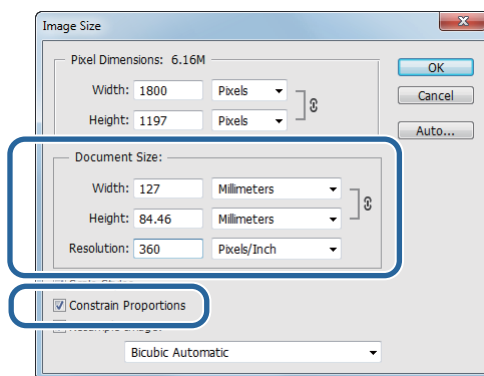 Image Size
Pixel Dimensions: 6.16M
Width: 1800 Pixels
Height: 1197 Pixels
OK
Cancel
Auto...
Document Size:
Width: 127 Millimeters
Height: 84.46 Millimeters
Resolution: 360 Pixels/Inch
Constrain Proportions
Bicubic Automatic